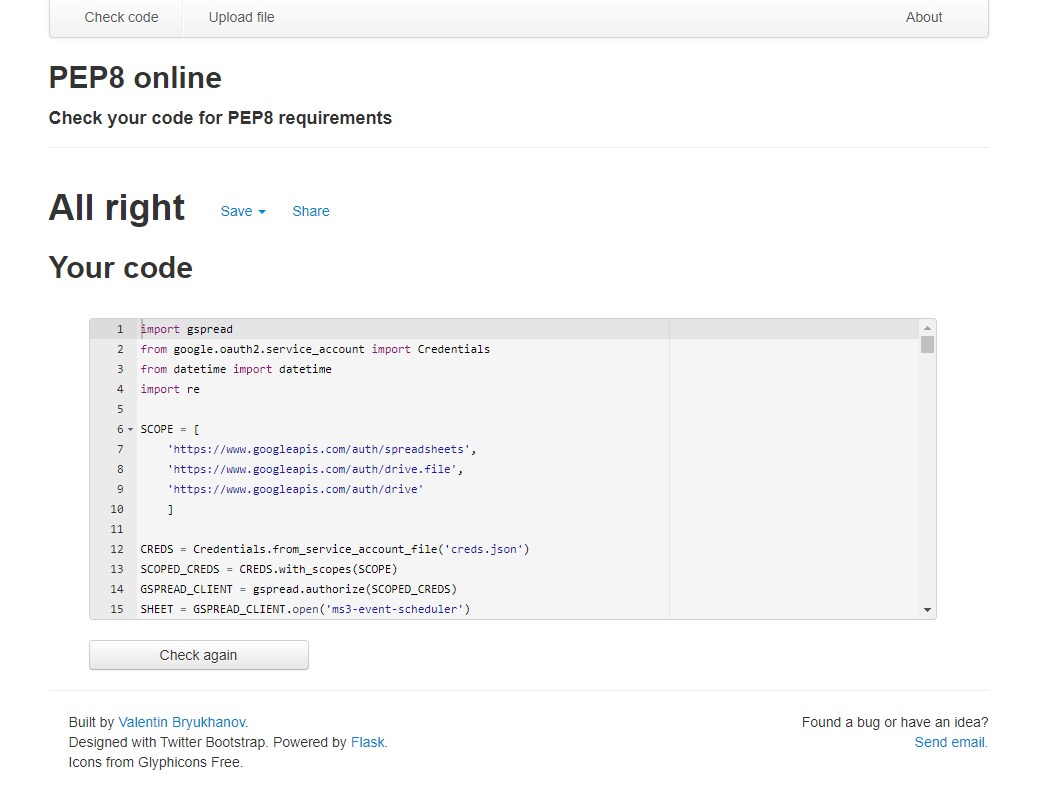 Check code Upload file About
PEP8 online
Check your code for PEP8 requirements
All right Save Share
Your code
1 import gspread
2 from google.oauth2.service_account import Credentials
3 from datetime import datetime
4 import re
5
6 SCOPE = [
7     'https://www.googleapis.com/auth/spreadsheets',
8     'https://www.googleapis.com/auth/drive.file',
9     'https://www.googleapis.com/auth/drive'
10     ]
11
12 CREDS = Credentials.from_service_account_file('creds.json')
13 SCOPED_CREDS = CREDS.with_scopes(SCOPE)
14 GSPREAD_CLIENT = gspread.authorize(SCOPED_CREDS)
15 SHEET = GSPREAD_CLIENT.open('ms3-event-scheduler')
Check again
Built by Valentin Bryukhanov. Found a bug or have an idea?
Designed with Twitter Bootstrap. Powered by Flask. Send email.
Icons from Glyphicons Free.